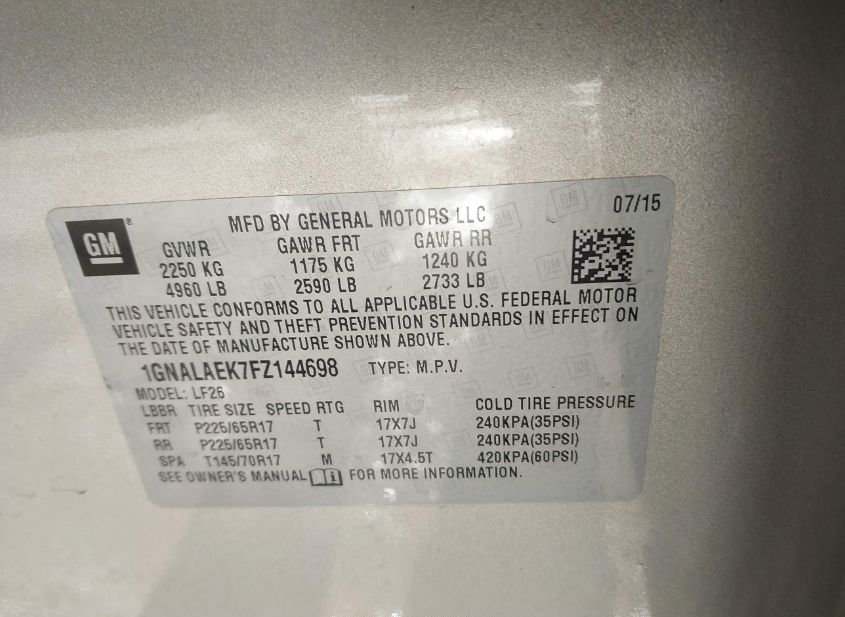 GM ®
MFD BY GENERAL MOTORS LLC 07/15
GVWR GAWR FRT GAWR RR
2250 KG 1175 KG 1240 KG
4960 LB 2590 LB 2733 LB
THIS VEHICLE CONFORMS TO ALL APPLICABLE U.S. FEDERAL MOTOR
VEHICLE SAFETY AND THEFT PREVENTION STANDARDS IN EFFECT ON
THE DATE OF MANUFACTURE SHOWN ABOVE.
1GNALAEK7FZ144698 TYPE: M.P.V.
MODEL: LF26
LBBR TIRE SIZE SPEED RTG RIM COLD TIRE PRESSURE
FRT P225/65R17 T 17X7J 240KPA(35PSI)
RR P225/65R17 T 17X7J 240KPA(35PSI)
SPA T145/70R17 M 17X4.5T 420KPA(60PSI)
SEE OWNER'S MANUAL i FOR MORE INFORMATION.